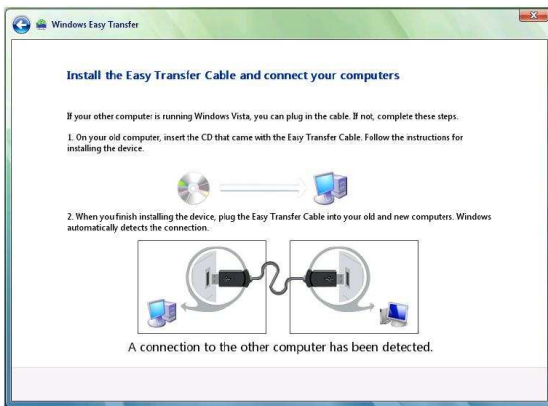 Windows Easy Transfer
Install the Easy Transfer Cable and connect your computers
If your other computer is running Windows Vista, you can plug in the cable. If not, complete these steps.
1. On your old computer, insert the CD that came with the Easy Transfer Cable. Follow the instructions for
installing the device.
2. When you finish installing the device, plug the Easy Transfer Cable into your old and new computers. Windows
automatically detects the connection.
A connection to the other computer has been detected.